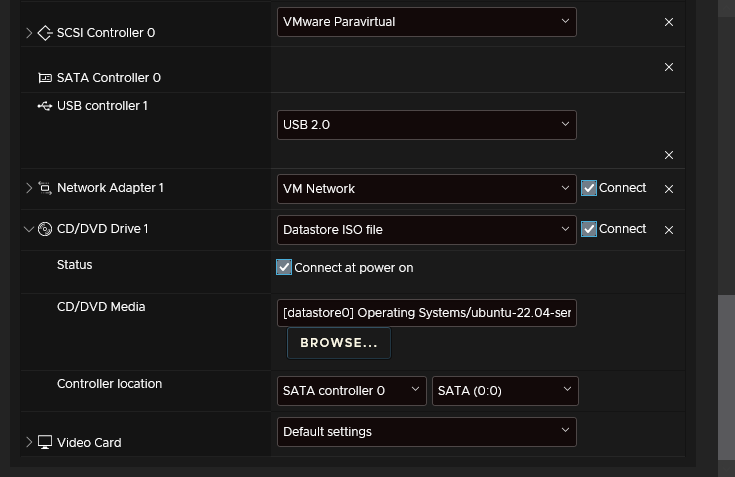 SCSI Controller 0
VMware Paravirtual
SATA Controller 0
USB controller 1
USB 2.0
Network Adapter 1
VM Network
Connect
CD/DVD Drive 1
Datastore ISO file
Connect
Status
Connect at power on
CD/DVD Media
[datastore0] Operating Systems/ubuntu-22.04-ser
BROWSE...
Controller location
SATA controller 0
SATA (0:0)
Video Card
Default settings